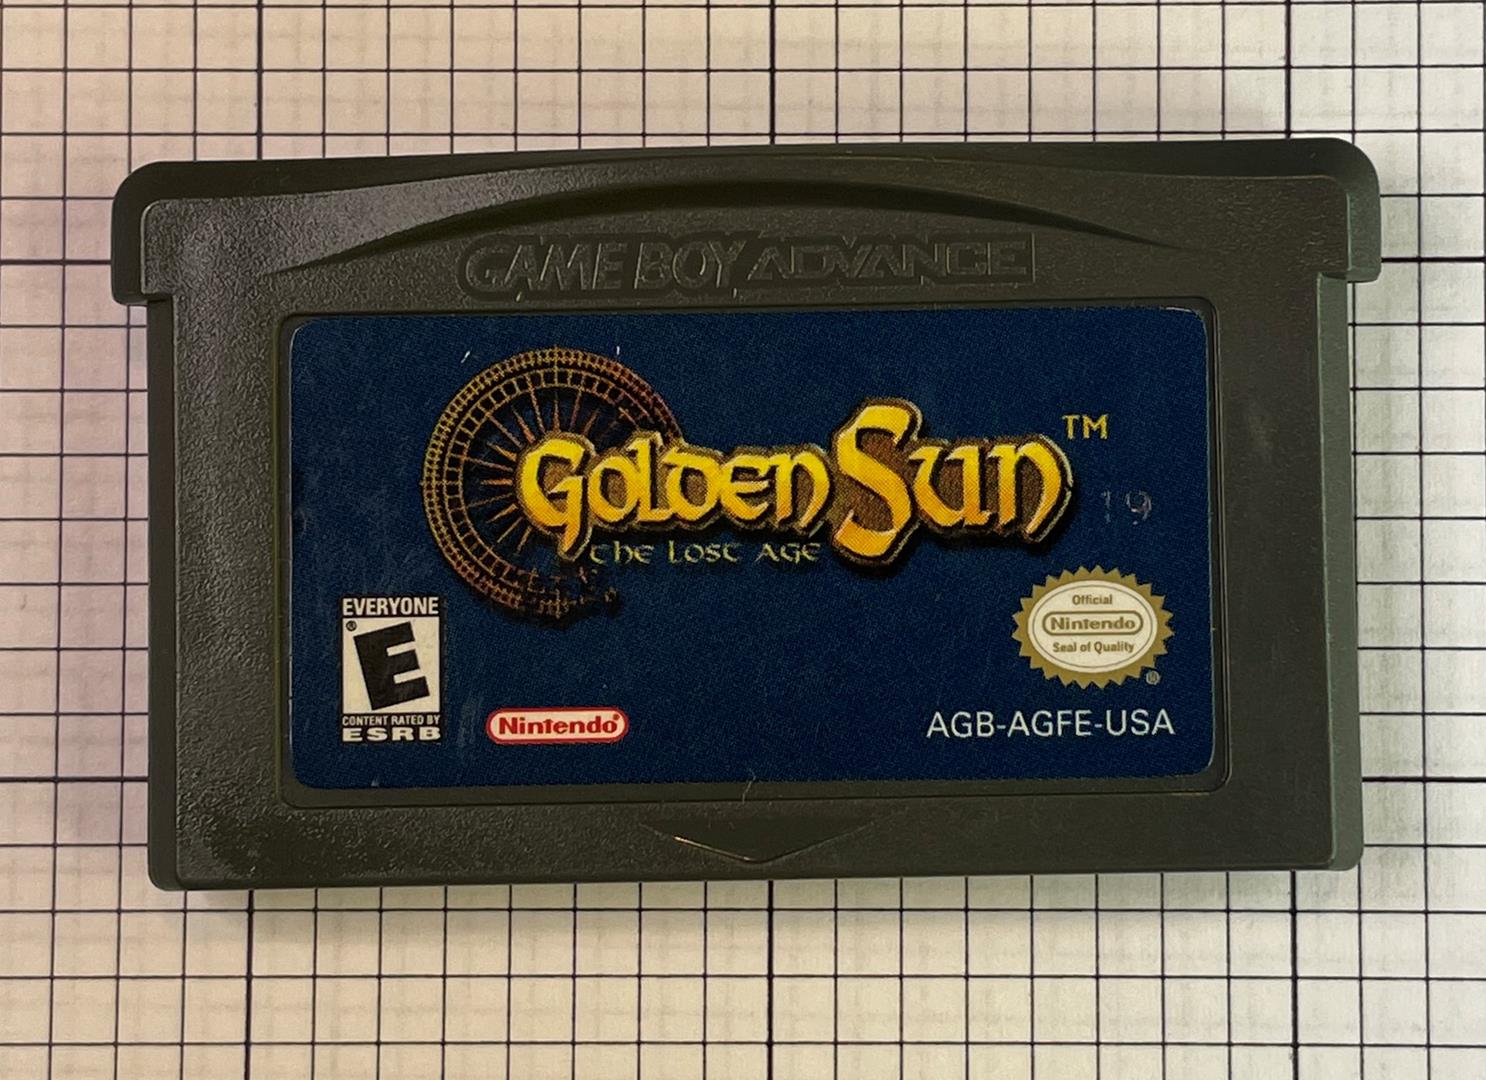 GAME BOY ADVANCE
Golden Sun™
the Lost Age
19
EVERYONE
E®
CONTENT RATED BY
ESRB
Nintendo®
Official
Nintendo
Seal of Quality
®
AGB-AGFE-USA